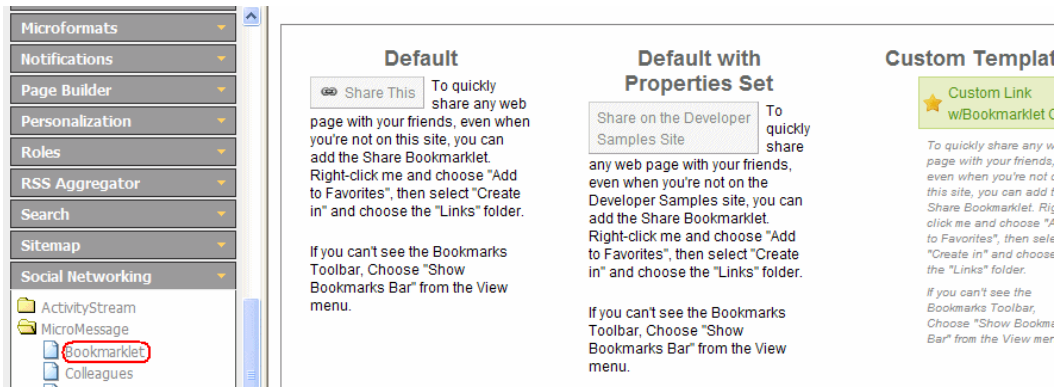 Microformats
Notifications
Page Builder
Personalization
Roles
RSS Aggregator
Search
Sitemap
Social Networking
ActivityStream
MicroMessage
Bookmarklet
Colleagues
Default
Share This
To quickly
share any web
page with your friends, even when
you're not on this site, you can
add the Share Bookmarklet.
Right-click me and choose "Add
to Favorites", then select "Create
in" and choose the "Links" folder.
If you can't see the Bookmarks
Toolbar, Choose "Show
Bookmarks Bar" from the View
menu.
Default with
Properties Set
Share on the Developer
Samples Site
To
quickly
share
any web page with your friends,
even when you're not on the
Developer Samples site, you can
add the Share Bookmarklet.
Right-click me and choose "Add
to Favorites", then select "Create
in" and choose the "Links" folder.
If you can't see the Bookmarks
Toolbar, Choose "Show
Bookmarks Bar" from the View
menu.
Custom
Custom Link
w/Bookmarklet
To quickly share any
page with your friends,
even when you're not
this site, you can add
Share Bookmarklet.
click me and choose
to Favorites", then
"Create in" and choose
the "Links" folder.
If you can't see the
Bookmarks Toolbar,
Choose "Show
Bar" from the View